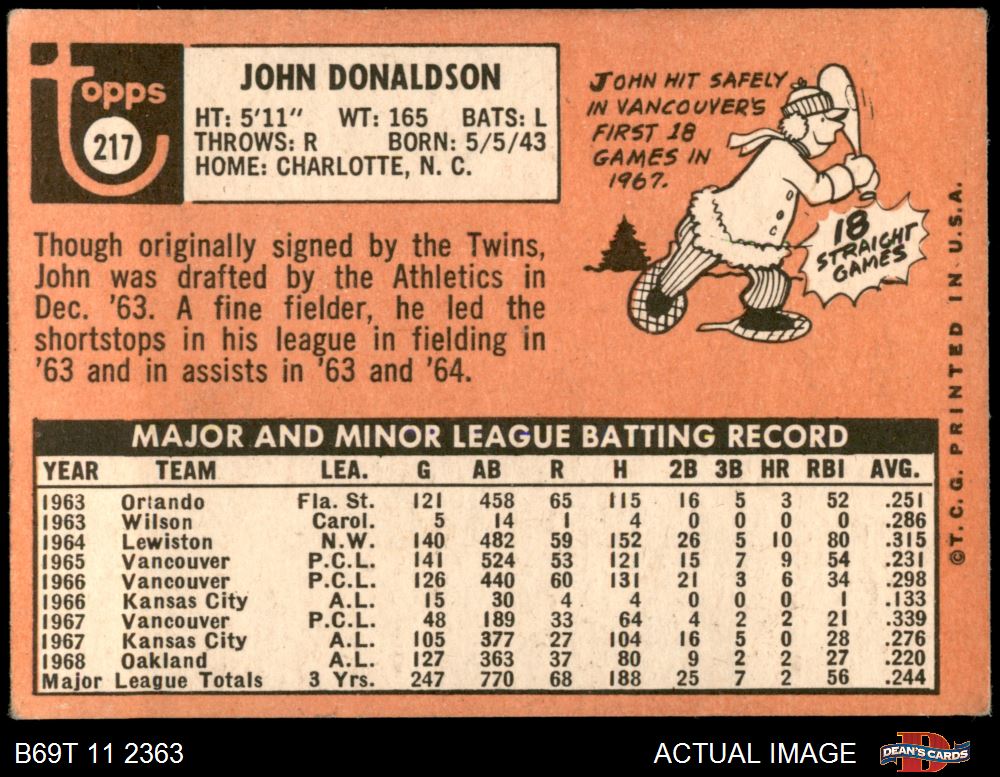 Topps
217
JOHN DONALDSON
HT: 5'11" WT: 165 BATS: L
THROWS: R BORN: 5/5/43
HOME: CHARLOTTE, N. C.
JOHN HIT SAFELY
IN VANCOUVER'S
FIRST 18
GAMES IN
1967.
18
STRAIGHT
GAMES
Though originally signed by the Twins,
John was drafted by the Athletics in
Dec. '63. A fine fielder, he led the
shortstops in his league in fielding in
'63 and in assists in '63 and '64.
MAJOR AND MINOR LEAGUE BATTING RECORD
YEAR TEAM LEA. G AB R H 2B 3B HR RBI AVG.
1963 Orlando Fla. St. 121 458 65 115 16 5 3 52 .251
1963 Wilson Carol. 5 14 1 4 0 0 0 0 .286
1964 Lewiston N.W. 140 482 59 152 26 5 10 80 .315
1965 Vancouver P.C.L. 141 524 53 121 15 7 9 54 .231
1966 Vancouver P.C.L. 126 440 60 131 21 3 6 34 .298
1966 Kansas City A.L. 15 30 4 4 0 0 0 1 .133
1967 Vancouver P.C.L. 48 189 33 64 4 2 2 21 .339
1967 Kansas City A.L. 105 377 27 104 16 5 0 28 .276
1968 Oakland A.L. 127 363 37 80 9 2 2 27 .220
Major League Totals 3 Yrs. 247 770 68 188 25 7 2 56 .244
©T. C. G. PRINTED IN U.S.A.
B69T 11 2363
ACTUAL IMAGE
DEAN'S CARDS